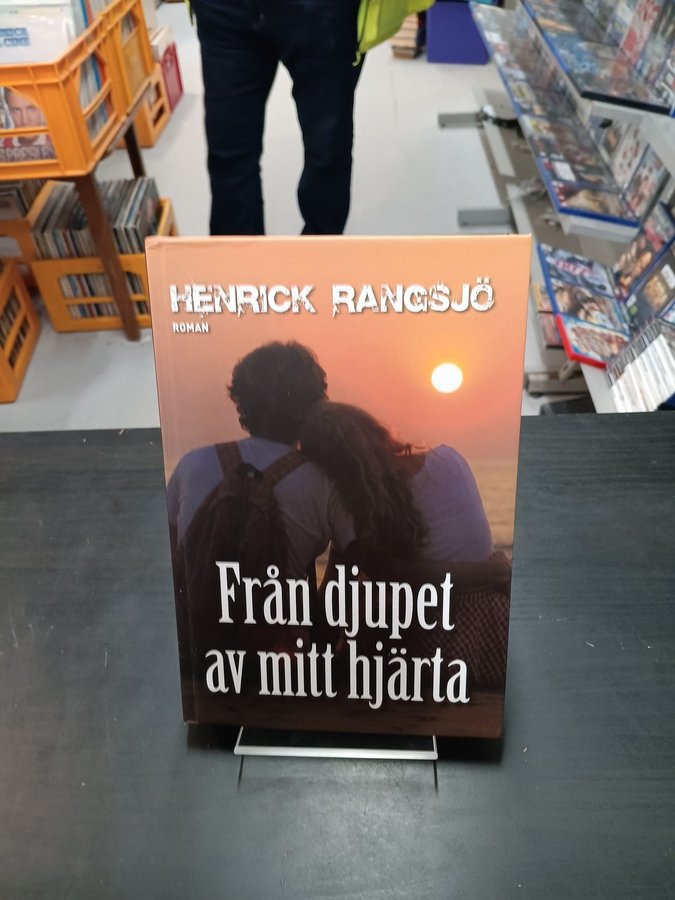 HENRICK RANGSJÖ
ROMAN
Från djupet
av mitt hjärta